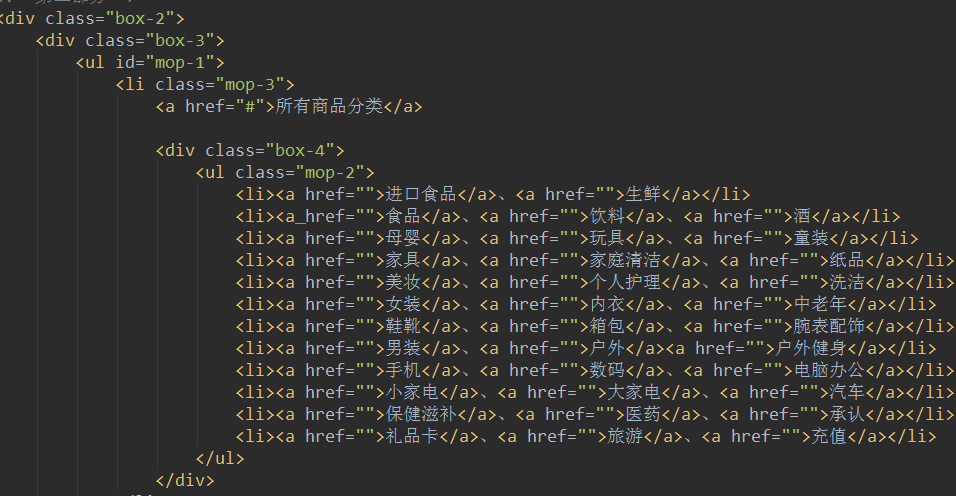 <div class="box-2">
<div class="box-3">
<ul id="mop-1">
<li class="mop-3">
<a href="#">所有商品分类</a>
<div class="box-4">
<ul class="mop-2">
<li><a href="">进口食品</a>、<a href="">生鲜</a></li>
<li><a_href="">食品</a>、<a href="">饮料</a>、<a href="">酒</a></li>
<li><a href="">母婴</a>、<a href="">玩具</a>、<a href="">童装</a></li>
<li><a href="">家具</a>、<a href="">家庭清洁</a>、<a href="">纸品</a></li>
<li><a href="">美妆</a>、<a href="">个人护理</a>、<a href="">洗洁</a></li>
<li><a href="">女装</a>、<a href="">内衣</a>、<a href="">中老年</a></li>
<li><a href="">鞋靴</a>、<a href="">箱包</a>、<a href="">腕表配饰</a></li>
<li><a href="">男装</a>、<a href="">户外</a><a href="">户外健身</a></li>
<li><a href="">手机</a>、<a href="">数码</a>、<a href="">电脑办公</a></li>
<li><a href="">小家电</a>、<a href="">大家电</a>、<a href="">汽车</a></li>
<li><a href="">保健滋补</a>、<a href="">医药</a>、<a href="">承认</a></li>
<li><a href="">礼品卡</a>、<a href="">旅游</a>、<a href="">充值</a></li>
</ul>
</div>